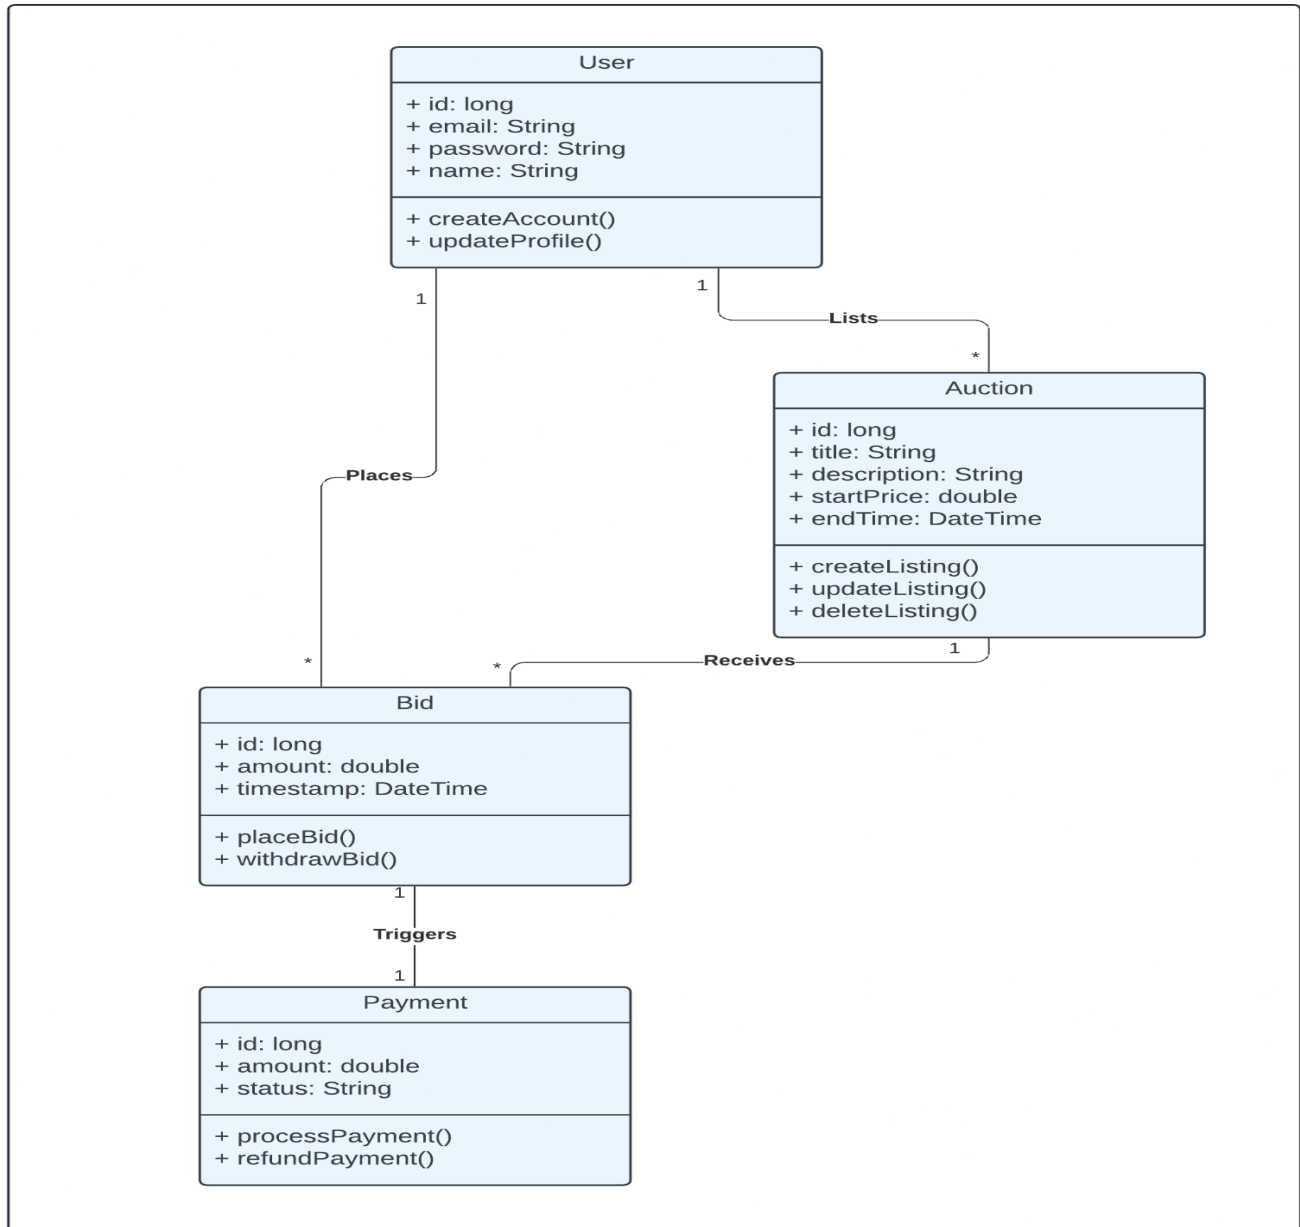 User
+ id: long
+ email: String
+ password: String
+ name: String
+ createAccount()
+ updateProfile()
1
1
Lists
*
Auction
+ id: long
+ title: String
+ description: String
+ startPrice: double
+ endTime: DateTime
+ createListing()
+ updateListing()
+ deleteListing()
Places
1
*
*
Receives
Bid
+ id: long
+ amount: double
+ timestamp: DateTime
+ placeBid()
+ withdrawBid()
1
Triggers
1
Payment
+ id: long
+ amount: double
+ status: String
+ processPayment()
+ refundPayment()